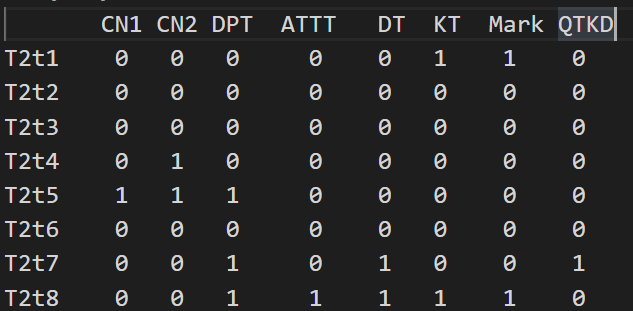 CN1 CN2 DPT ATTT DT KT Mark QTKD
T2t1 0 0 0 0 0 1 1 0
T2t2 0 0 0 0 0 0 0 0
T2t3 0 0 0 0 0 0 0 0
T2t4 0 1 0 0 0 0 0 0
T2t5 1 1 1 0 0 0 0 0
T2t6 0 0 0 0 0 0 0 0
T2t7 0 0 1 0 1 0 0 1
T2t8 0 0 1 1 1 1 1 0